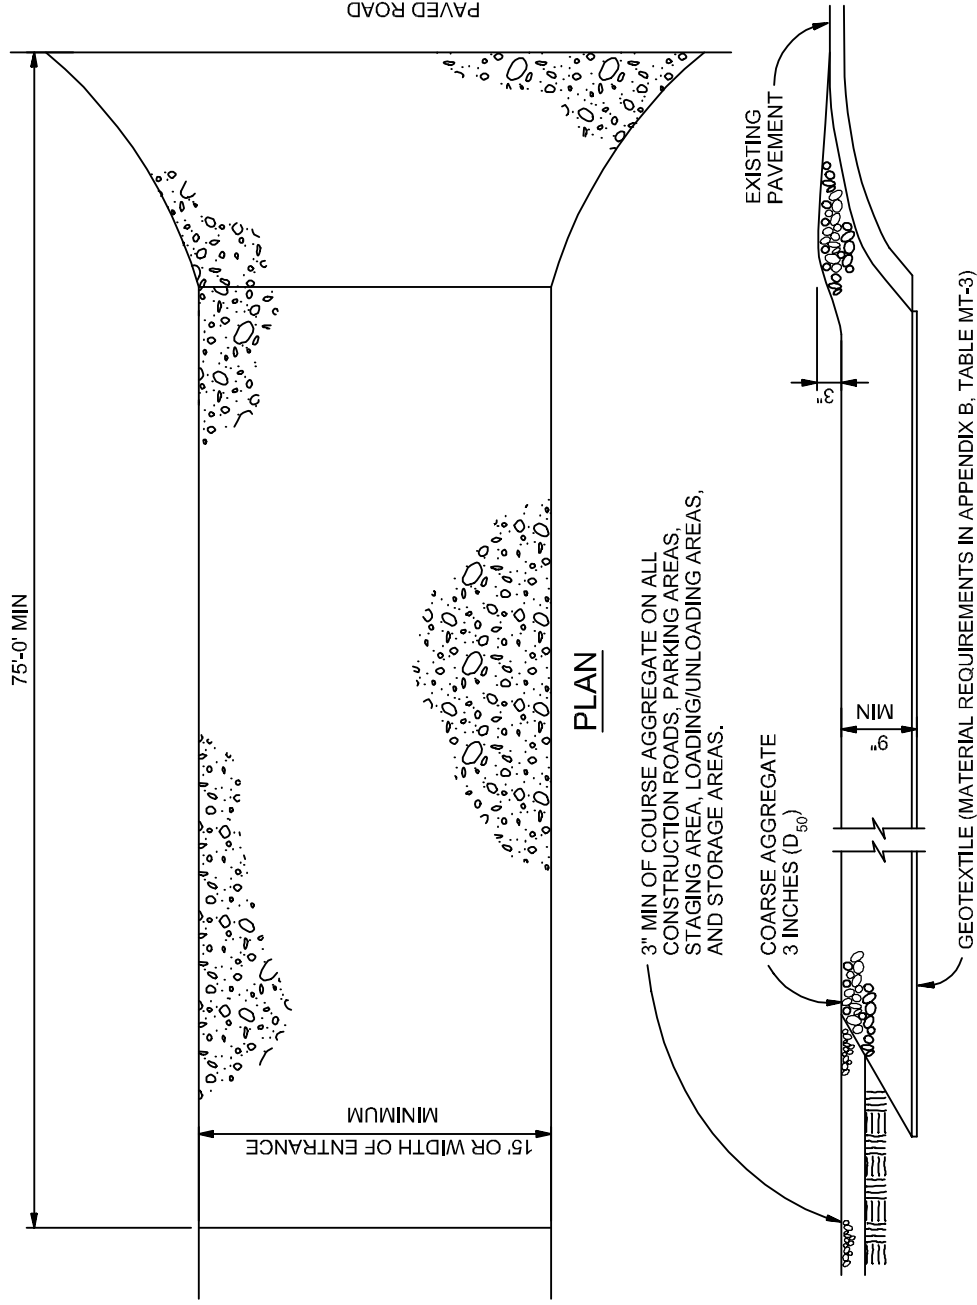 75'-0' MIN
PAVED ROAD
15' OR WIDTH OF ENTRANCE
MINIMUM
PLAN
3" MIN OF COURSE AGGREGATE ON ALL
CONSTRUCTION ROADS, PARKING AREAS,
STAGING AREA, LOADING/UNLOADING AREAS,
AND STORAGE AREAS.
COARSE AGGREGATE
3 INCHES (D50)
EXISTING
PAVEMENT
3"
9"
MIN
GEOTEXTILE (MATERIAL REQUIREMENTS IN APPENDIX B, TABLE MT-3)